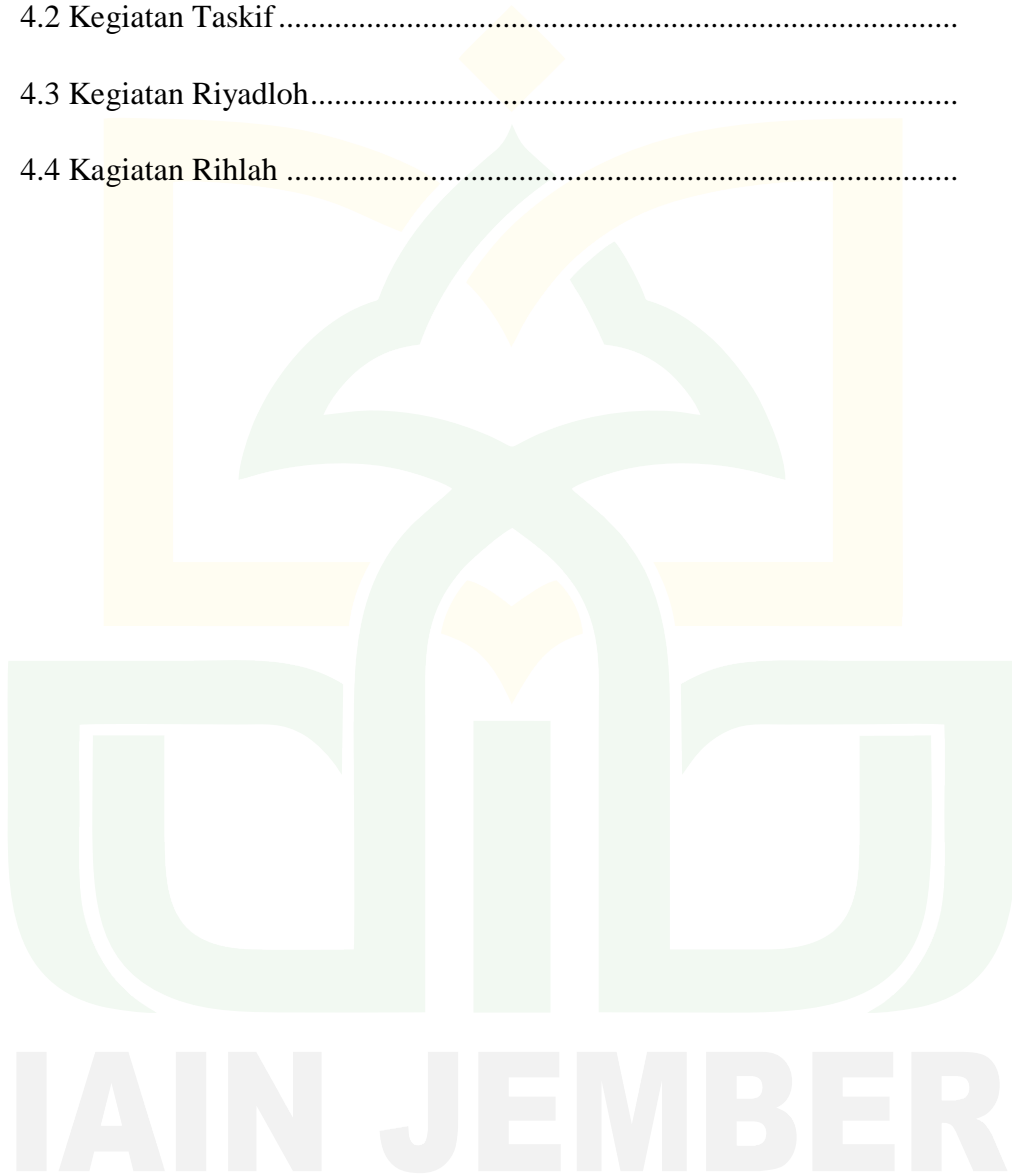 4.2 Kegiatan Taskif....................................................................................
4.3 Kegiatan Riyadloh................................................................................
4.4 Kagiatan Rihlah ...................................................................................
IAIN JEMBER